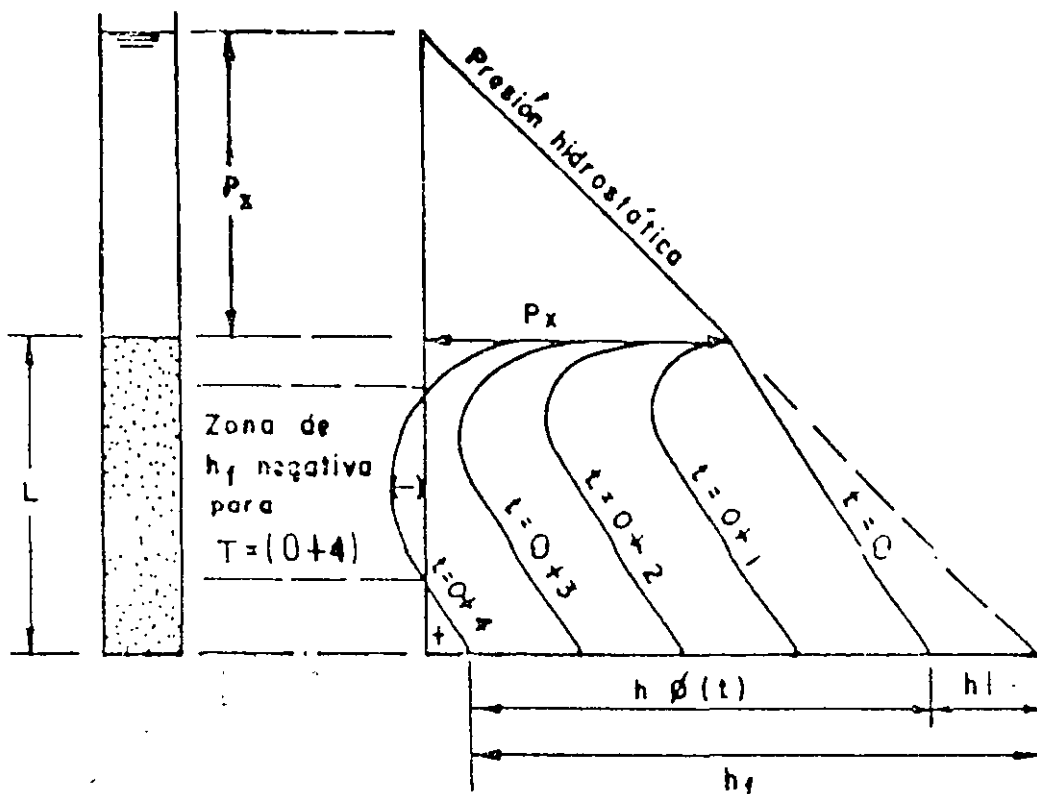 Presión hidrostática
Px
Px
L
Zona de
hf negativa
para
T = (0+4)
-
t=0+4
t=0+3
t=0+2
t=0+1
t=0
+
h Ø (t)
hl
hf